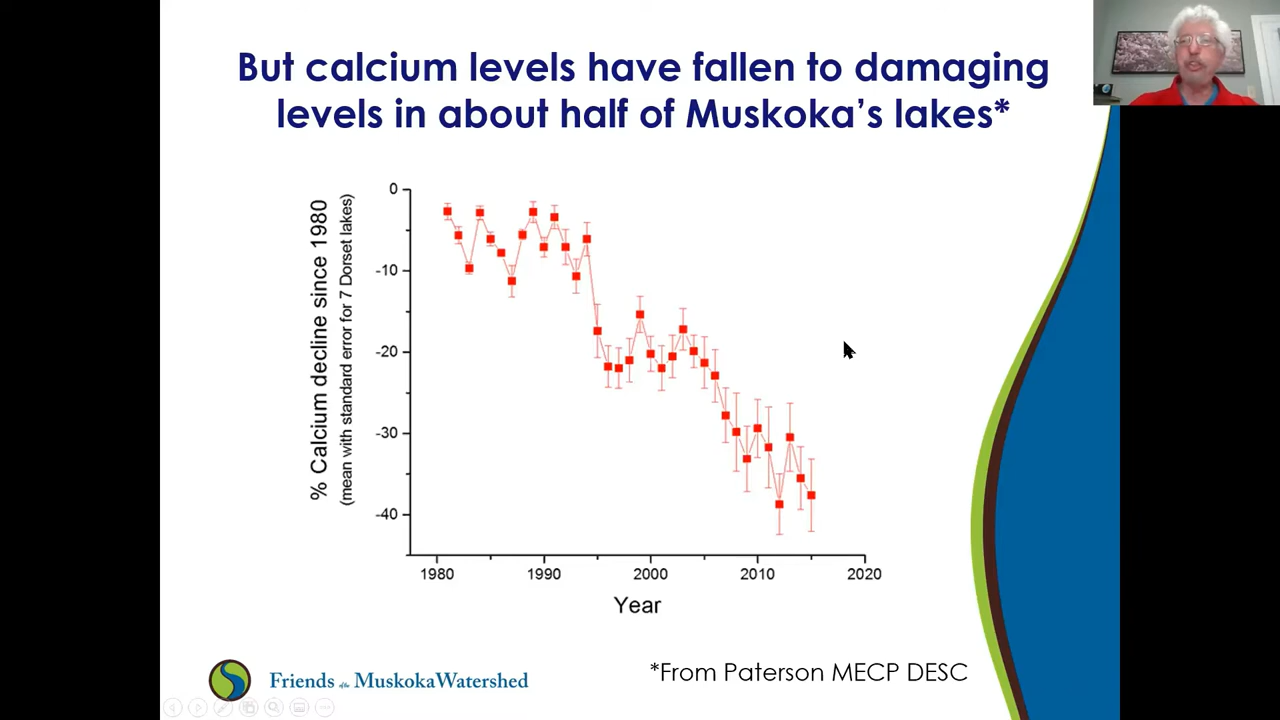 But calcium levels have fallen to damaging
levels in about half of Muskoka's lakes*
% Calcium decline since 1980
(mean with standard error for 7 Dorset lakes)
0
-10
-20
-30
-40
1980
1990
2000
2010
2020
Year
*From Paterson MECP DESC
Friends of the MuskokaWatershed